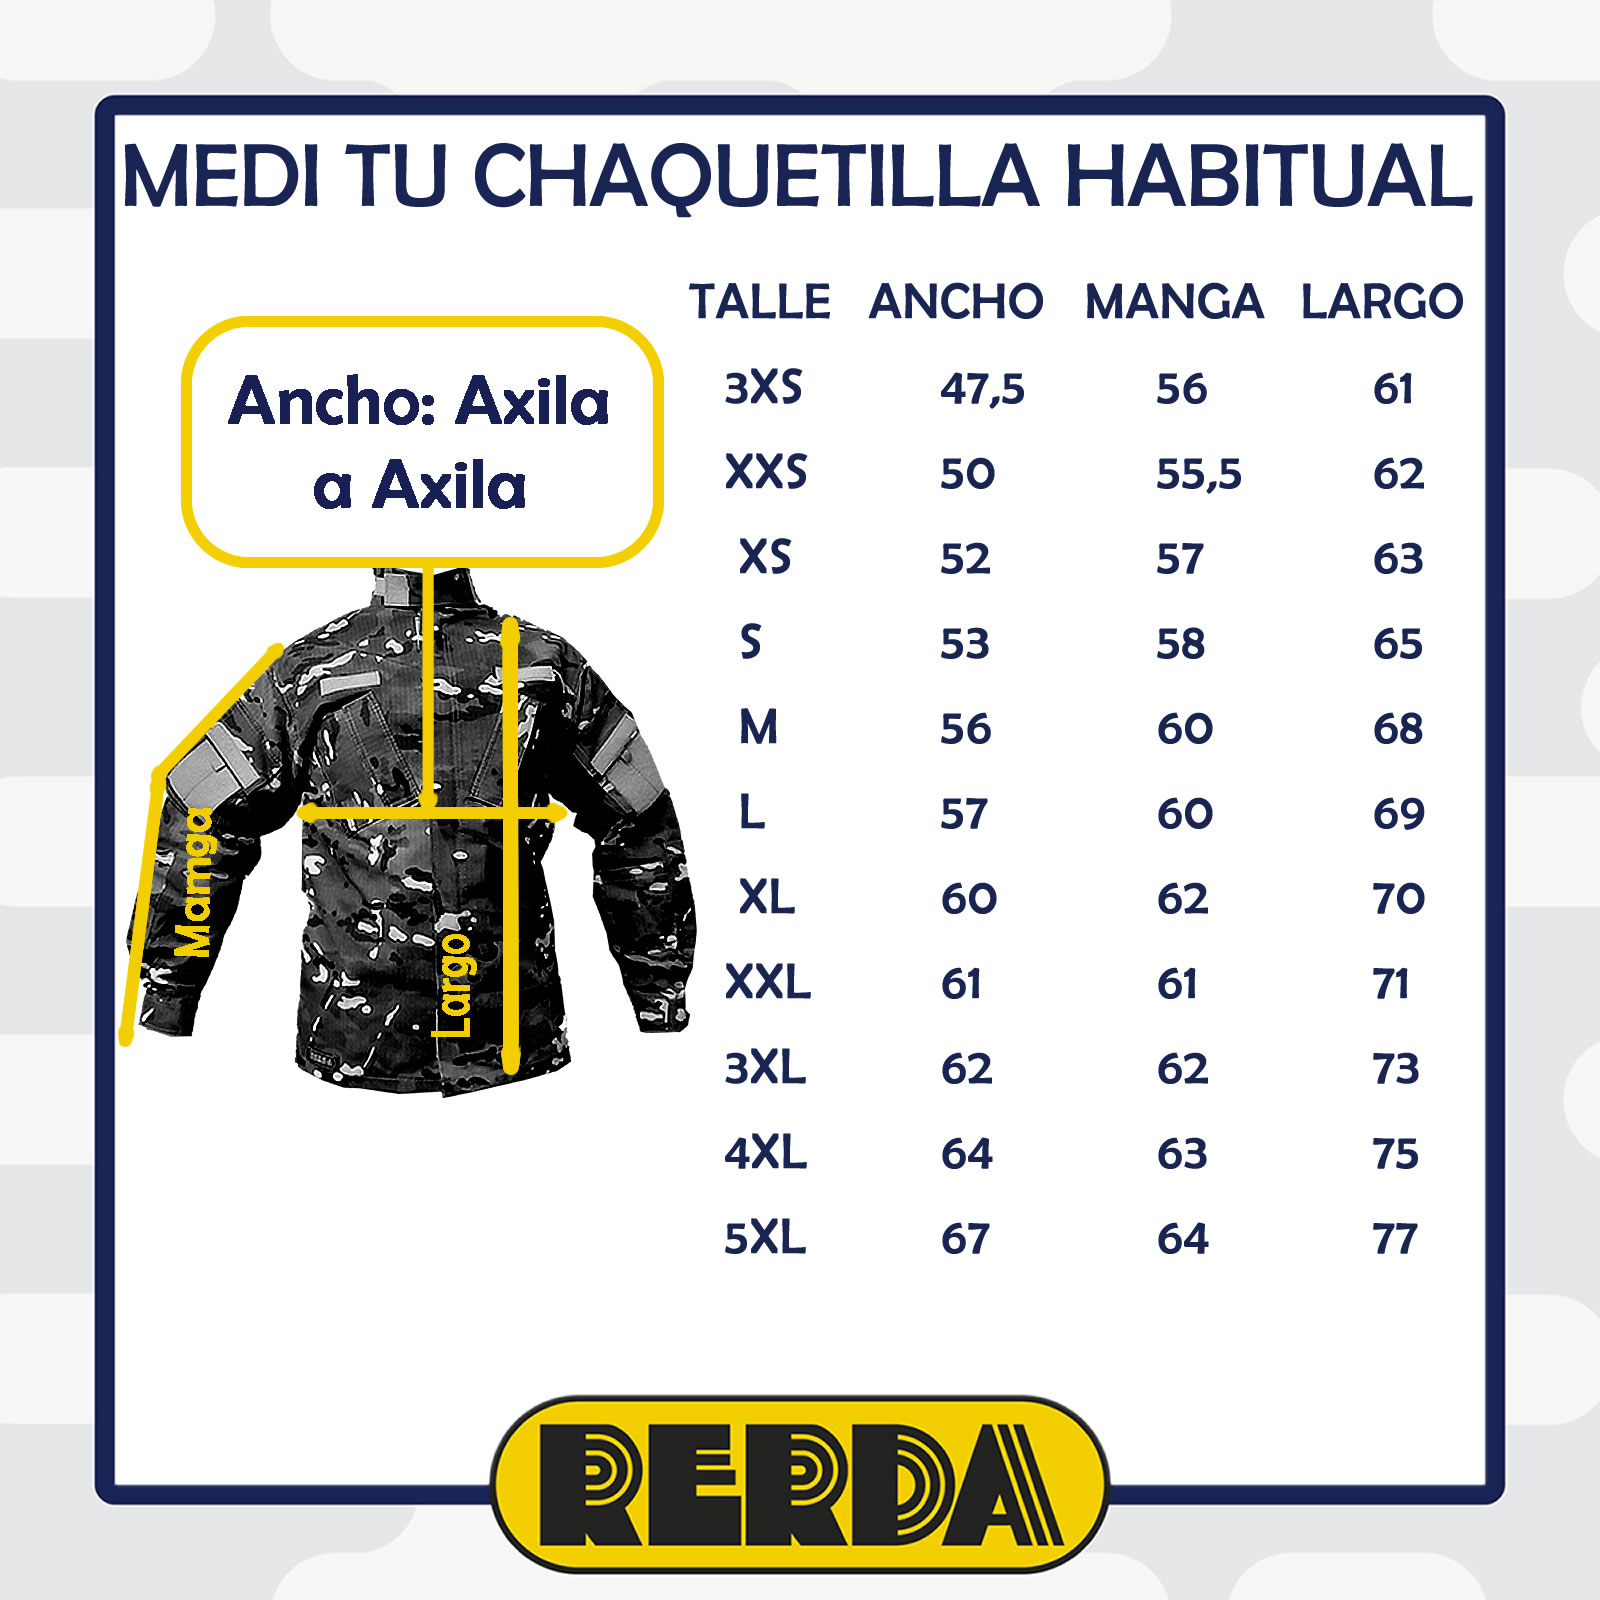 MEDI TU CHAQUETILLA HABITUAL
TALLE ANCHO MANGA LARGO
3XS 47,5 56 61
XXS 50 55,5 62
XS 52 57 63
S 53 58 65
M 56 60 68
L 57 60 69
XL 60 62 70
XXL 61 61 71
3XL 62 62 73
4XL 64 63 75
5XL 67 64 77
Ancho: Axila
a Axila
Mamga
Largo
RERDA